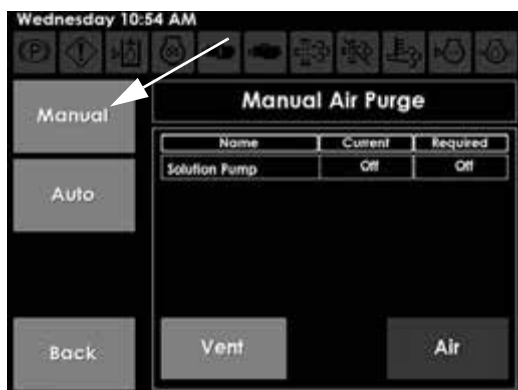 Wednesday 10:54 AM
Manual
Manual Air Purge
Name Current Required
Solution Pump Off Off
Auto
Back
Vent
Air